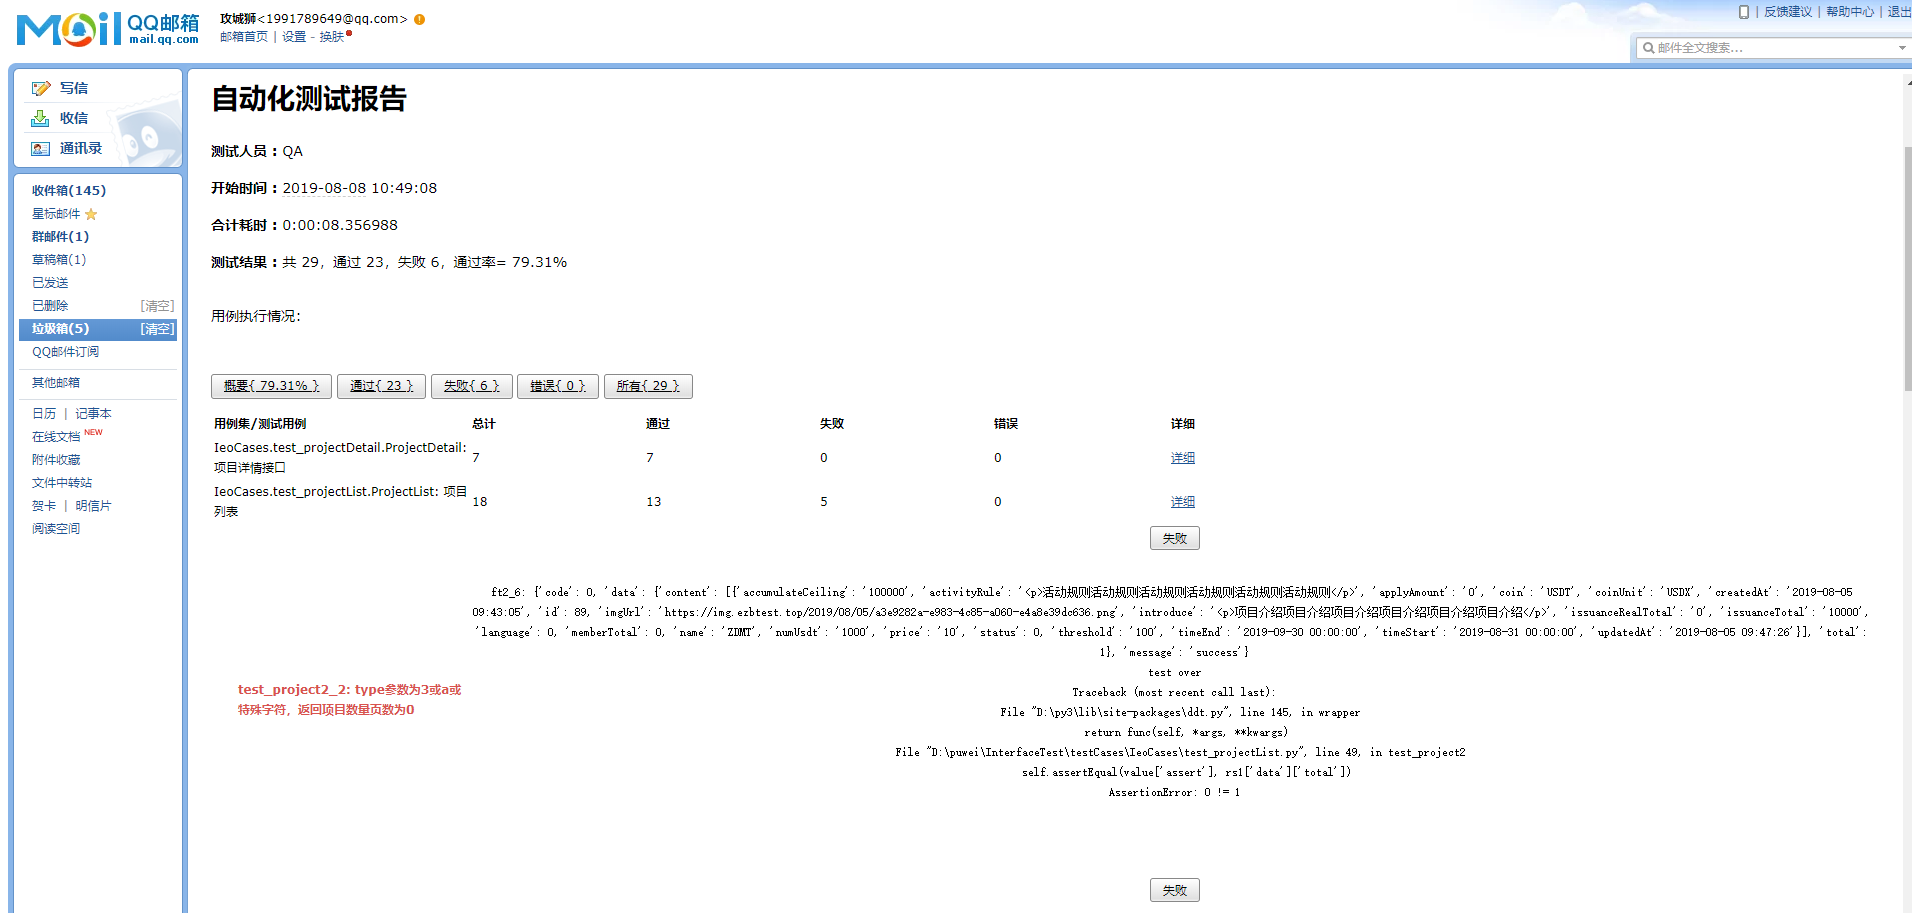 Mail QQ邮箱
mail.qq.com
攻城狮<1991789649@qq.com>
邮箱首页 | 设置 - 换肤
| 反馈建议 | 帮助中心 | 退出
邮件全文搜索...
写信
收信
通讯录
收件箱(145)
星标邮件
群邮件(1)
草稿箱(1)
已发送
已删除 [清空]
垃圾箱(5) [清空]
QQ邮件订阅
其他邮箱
日历 | 记事本
在线文档 NEW
附件收藏
文件中转站
贺卡 | 明信片
阅读空间
自动化测试报告
测试人员 : QA
开始时间 : 2019-08-08 10:49:08
合计耗时 : 0:00:08.356988
测试结果 : 共 29，通过 23，失败 6，通过率= 79.31%
用例执行情况:
概要{ 79.31% } 通过{ 23 } 失败{ 6 } 错误{ 0 } 所有{ 29 }
用例集/测试用例 总计 通过 失败 错误 详细
IeoCases.test_projectDetail.ProjectDetail:
项目详情接口 7 7 0 0 详细
IeoCases.test_projectList.ProjectList: 项目
列表 18 13 5 0 详细
失败
test_project2_2: type参数为3或a或
特殊字符，返回项目数量页数为0
ft2_6: {'code': 0, 'data': {'content': [{'accumulateCeiling': '100000', 'activityRule': '<p>活动规则活动规则活动规则活动规则活动规则活动规则</p>', 'applyAmount': '0', 'coin': 'USDT', 'coinUnit': 'USDX', 'createdAt': '2019-08-05
09:43:05', 'id': 89, 'imgUrl': 'https://img.ezbtest.top/2019/08/05/a3e9282a-e983-4c85-a060-e4a8e39dc636.png', 'introduce': '<p>项目介绍项目介绍项目介绍项目介绍项目介绍项目介绍</p>', 'issuanceRealTotal': '0', 'issuanceTotal': '10000',
'language': 0, 'memberTotal': 0, 'name': 'ZDMT', 'numUsdt': '1000', 'price': '10', 'status': 0, 'threshold': '100', 'timeEnd': '2019-09-30 00:00:00', 'timeStart': '2019-08-31 00:00:00', 'updatedAt': '2019-08-05 09:47:26'}], 'total':
1}, 'message': 'success'}
test over
Traceback (most recent call last):
File "D:\py3\lib\site-packages\ddt.py", line 145, in wrapper
return func(self, *args, **kwargs)
File "D:\puwei\InterfaceTest\testCases\IeoCases\test_projectList.py", line 49, in test_project2
self.assertEqual(value['assert'], rs1['data']['total'])
AssertionError: 0 != 1
失败